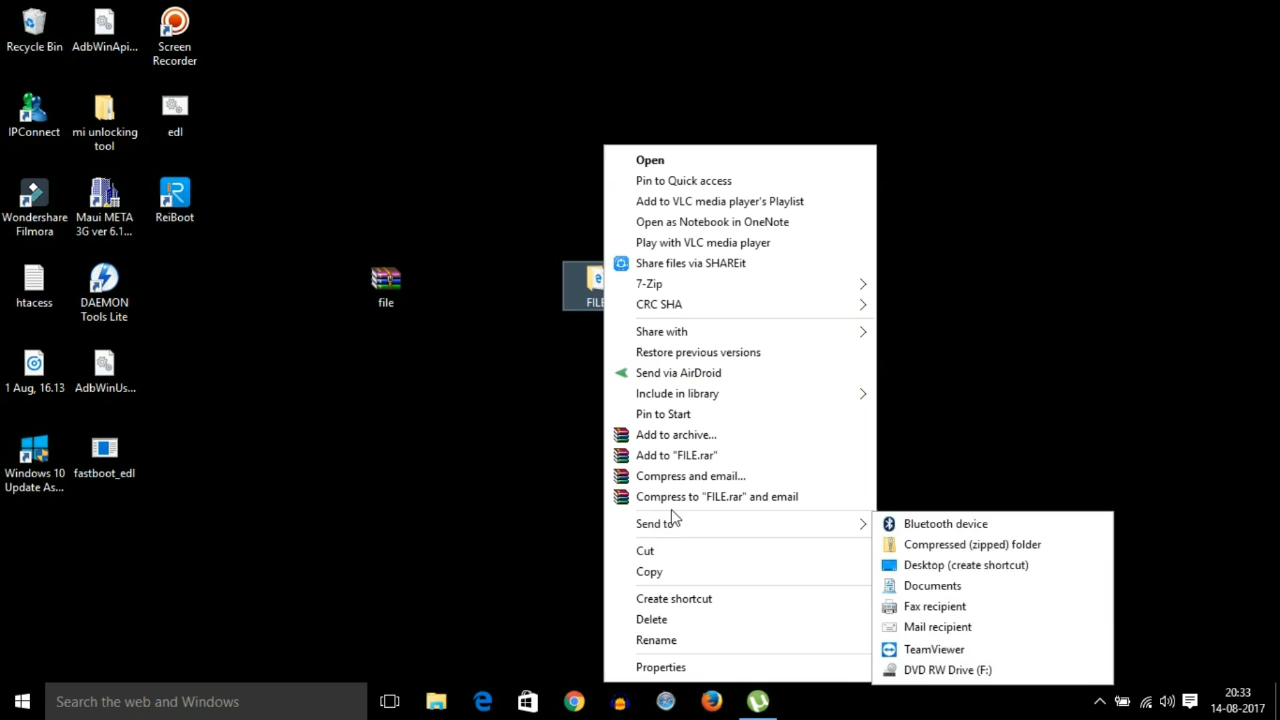 Recycle Bin
AdbWinApi...
Screen
Recorder
IPConnect
mi unlocking
tool
edl
Wondershare
Filmora
Maui META
3G ver 6.1...
ReiBoot
htacess
DAEMON
Tools Lite
1 Aug, 16.13
AdbWinUs...
Windows 10
Update As...
fastboot_edl
file
FILE
Open
Pin to Quick access
Add to VLC media player's Playlist
Open as Notebook in OneNote
Play with VLC media player
Share files via SHAREit
7-Zip
CRC SHA
Share with
Restore previous versions
Send via AirDroid
Include in library
Pin to Start
Add to archive...
Add to "FILE.rar"
Compress and email...
Compress to "FILE.rar" and email
Send to
Cut
Copy
Create shortcut
Delete
Rename
Properties
Bluetooth device
Compressed (zipped) folder
Desktop (create shortcut)
Documents
Fax recipient
Mail recipient
TeamViewer
DVD RW Drive (F:)
Search the web and Windows
20:33
14-08-2017